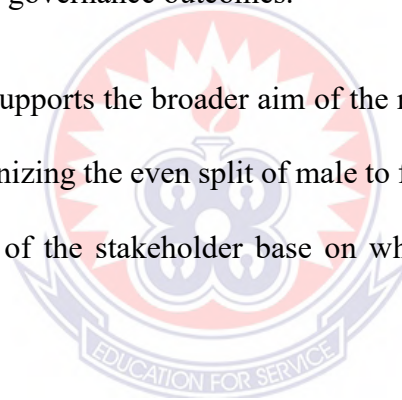 governance outcomes.
upports the broader aim of the
nizing the even split of male to
of the stakeholder base on
EDUCATION FOR SERVICE